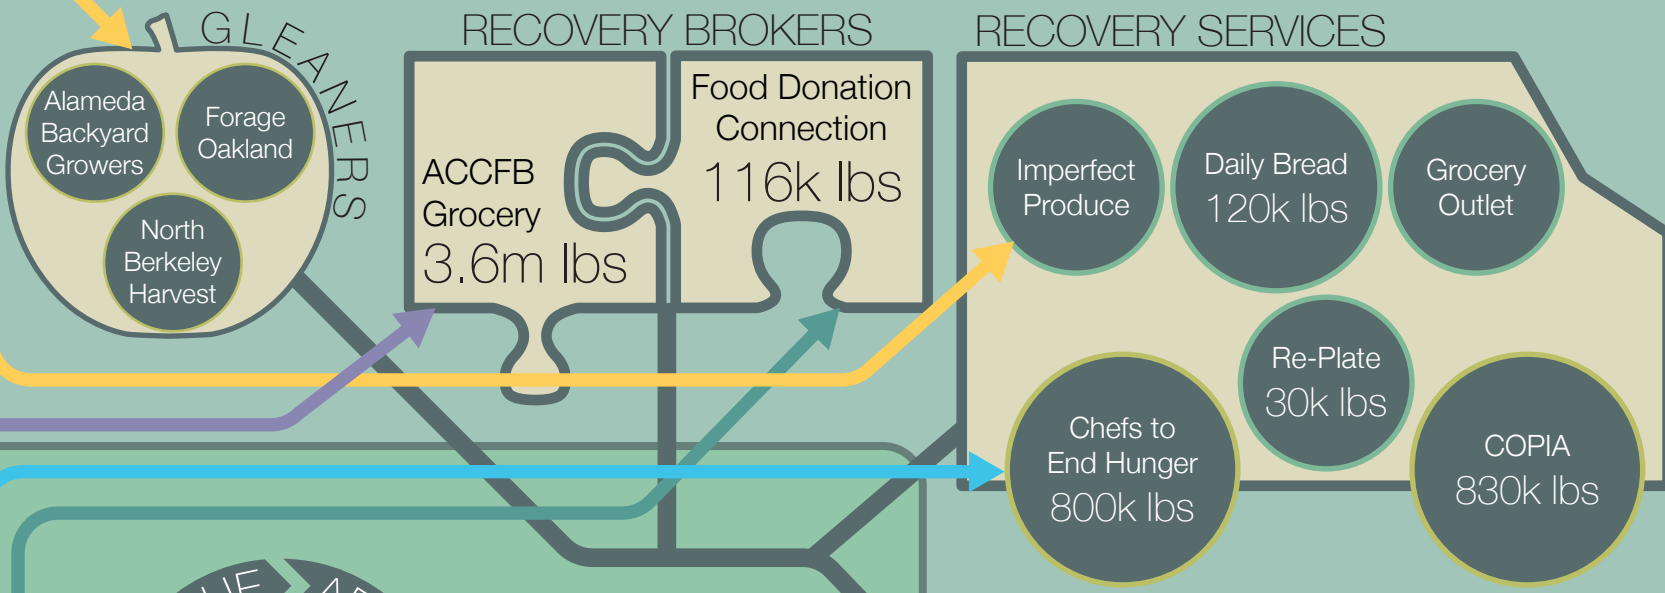 GLEANERS
Alameda
Backyard
Growers
Forage
Oakland
North
Berkeley
Harvest
RECOVERY BROKERS
ACCFB
Grocery
3.6m lbs
Food Donation
Connection
116k lbs
RECOVERY SERVICES
Imperfect
Produce
Daily Bread
120k lbs
Grocery
Outlet
Re-Plate
30k lbs
Chefs to
End Hunger
800k lbs
COPIA
830k lbs